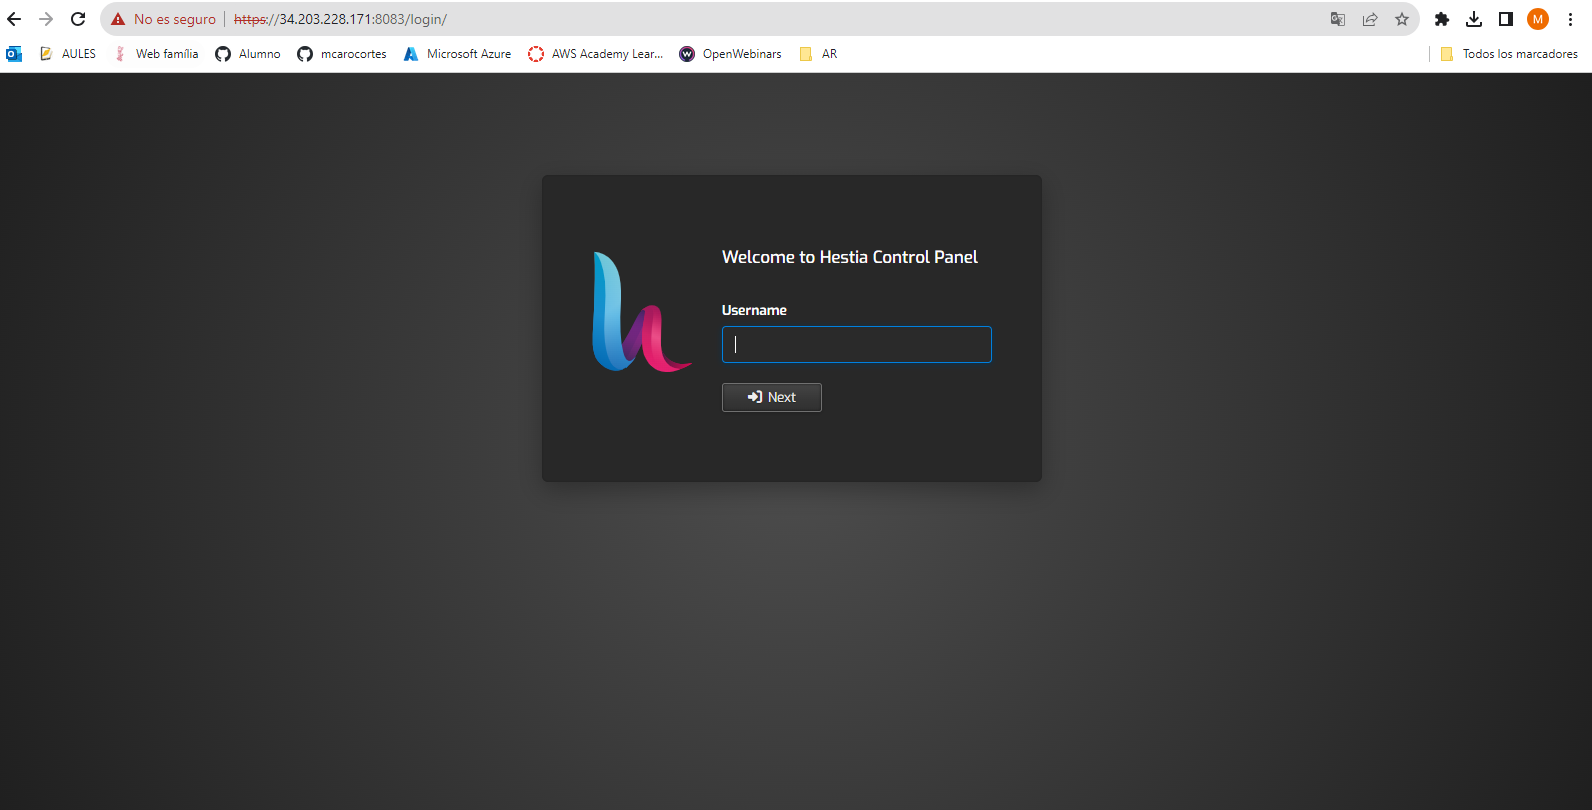 No es seguro | https://34.203.228.171:8083/login/ M
AULES Web família Alumno mcarocortes Microsoft Azure AWS Academy Lear... OpenWebinars AR Todos los marcadores
Welcome to Hestia Control Panel
Username
Next